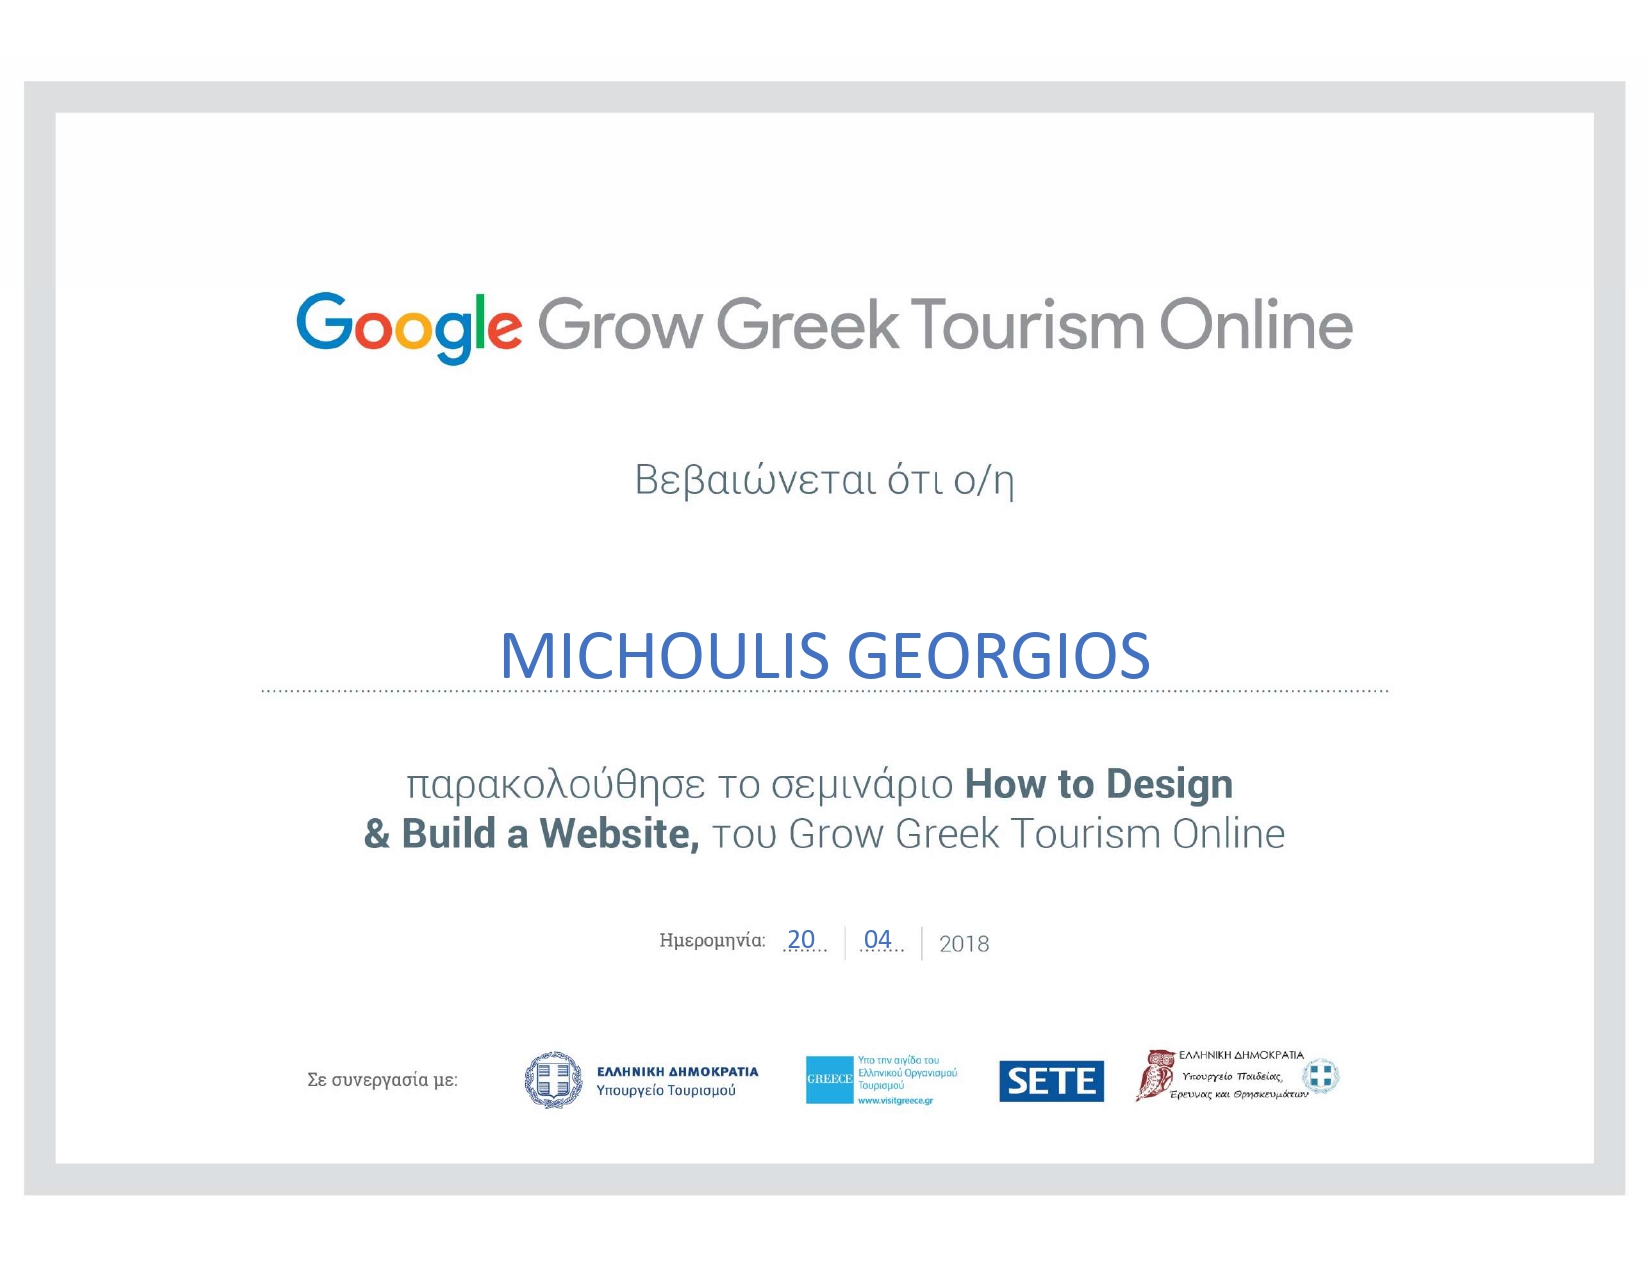 Google Grow Greek Tourism Online
Βεβαιώνεται ότι ο/η
MICHOULIS GEORGIOS
παρακολούθησε το σεμινάριο How to Design
& Build a Website, του Grow Greek Tourism Online
Ημερομηνία: 20 04 2018
Σε συνεργασία με:
ΕΛΛΗΝΙΚΗ ΔΗΜΟΚΡΑΤΙΑ
Υπουργείο Τουρισμού
GREECE
Υπο την αιγίδα του
Ελληνικού Οργανισμού
Τουρισμού
www.visitgreece.gr
SETE
ΕΛΛΗΝΙΚΗ ΔΗΜΟΚΡΑΤΙΑ
Υπουργείο Παιδείας,
Έρευνας και Θρησκευμάτων